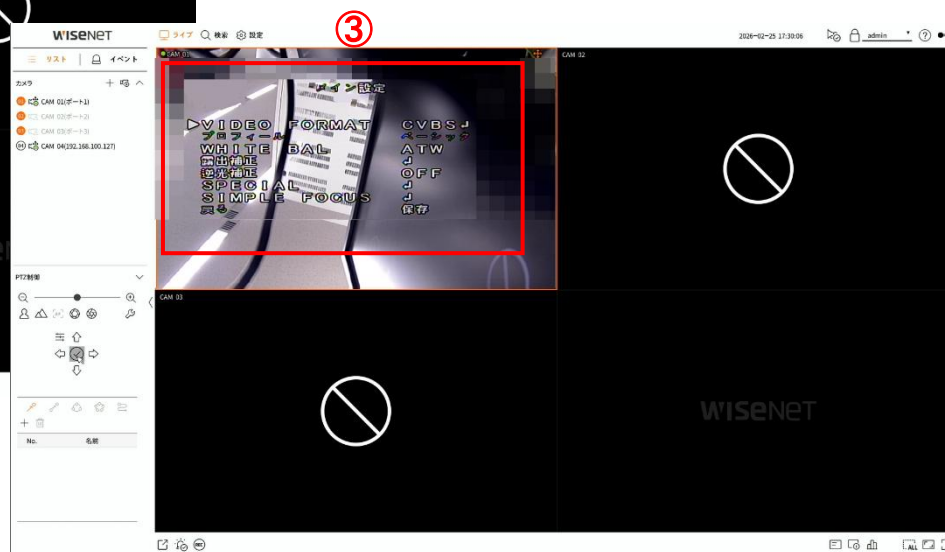 ③
WISENET
ライブ
検索
設定
2026-02-25 17:30:06
admin
リスト
イベント
カメラ
CAM 01(ポート1)
CAM 02(ポート2)
CAM 03(ポート3)
CAM 04(192.168.100.127)
CAM 01
メイン設定
VIDEO FORMAT CVBS
プロフィール ベーシック
WHITE BAL ATW
露出補正
逆光補正 OFF
SPECIAL
SIMPLE FOCUS
戻る 保存
CAM 02
PTZ制御
No. 名前
CAM 03
WISENET
REC
ALL